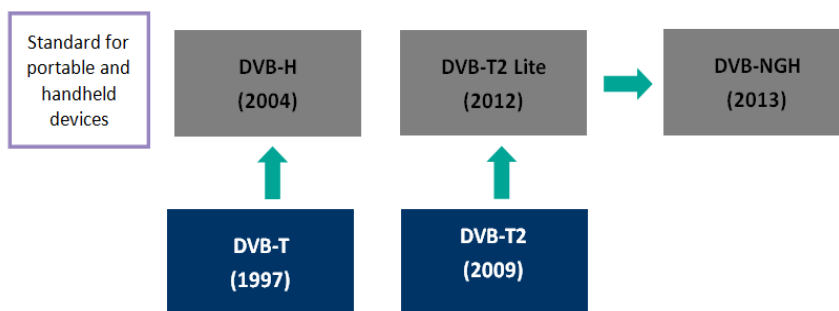 Standard for
portable and
handheld
devices
DVB-H
(2004)
DVB-T2 Lite
(2012)
DVB-NGH
(2013)
DVB-T
(1997)
DVB-T2
(2009)